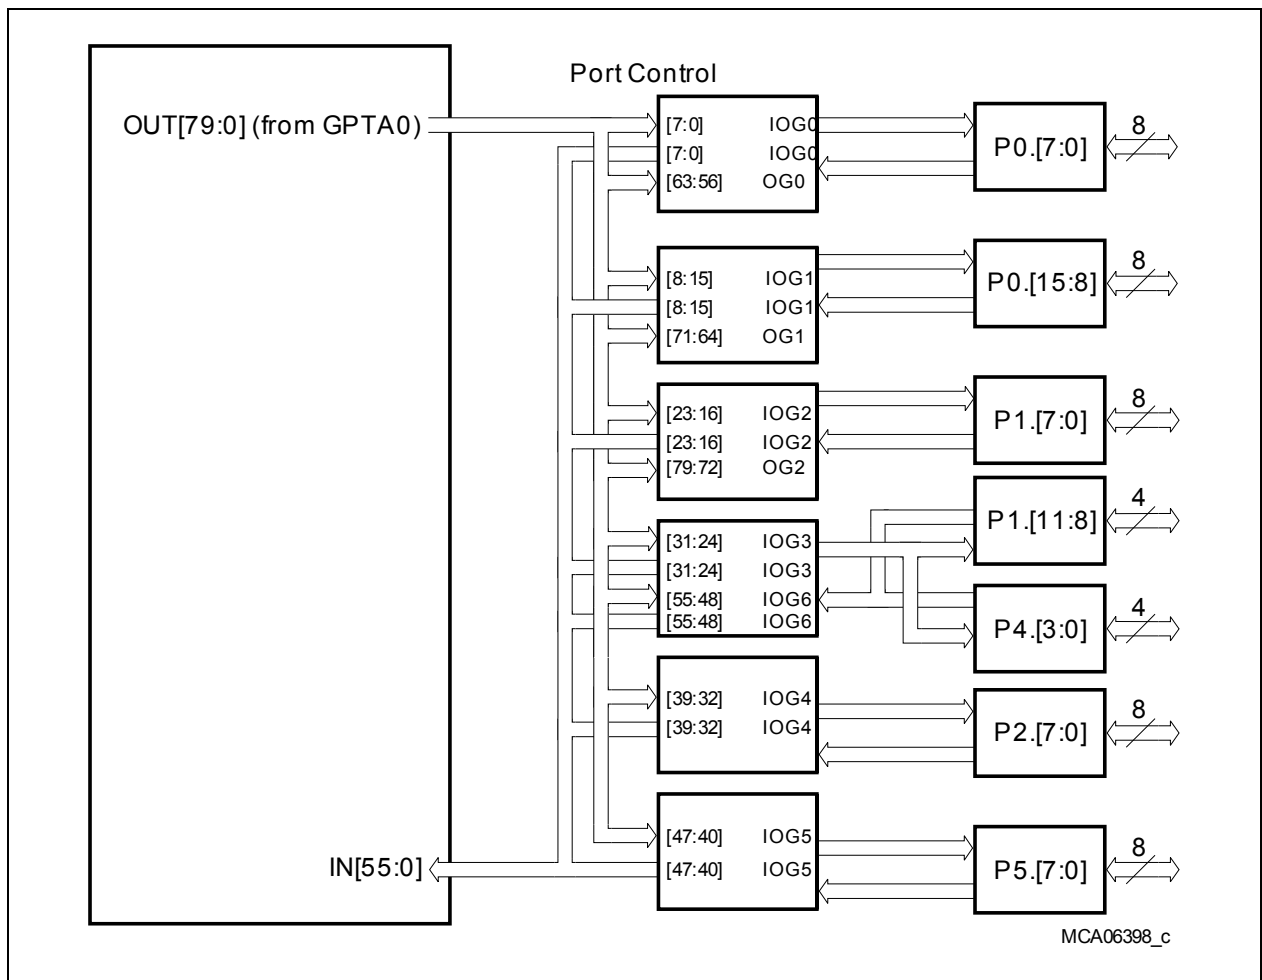 Port Control
OUT[79:0] (from GPTA0)
[7:0] IOG0
[7:0] IOG0
[63:56] OG0
P0.[7:0]
8
[8:15] IOG1
[8:15] IOG1
[71:64] OG1
P0.[15:8]
8
[23:16] IOG2
[23:16] IOG2
[79:72] OG2
P1.[7:0]
8
[31:24] IOG3
[31:24] IOG3
[55:48] IOG6
[55:48] IOG6
P1.[11:8]
4
P4.[3:0]
4
[39:32] IOG4
[39:32] IOG4
P2.[7:0]
8
[47:40] IOG5
[47:40] IOG5
P5.[7:0]
8
IN[55:0]
MCA06398_c